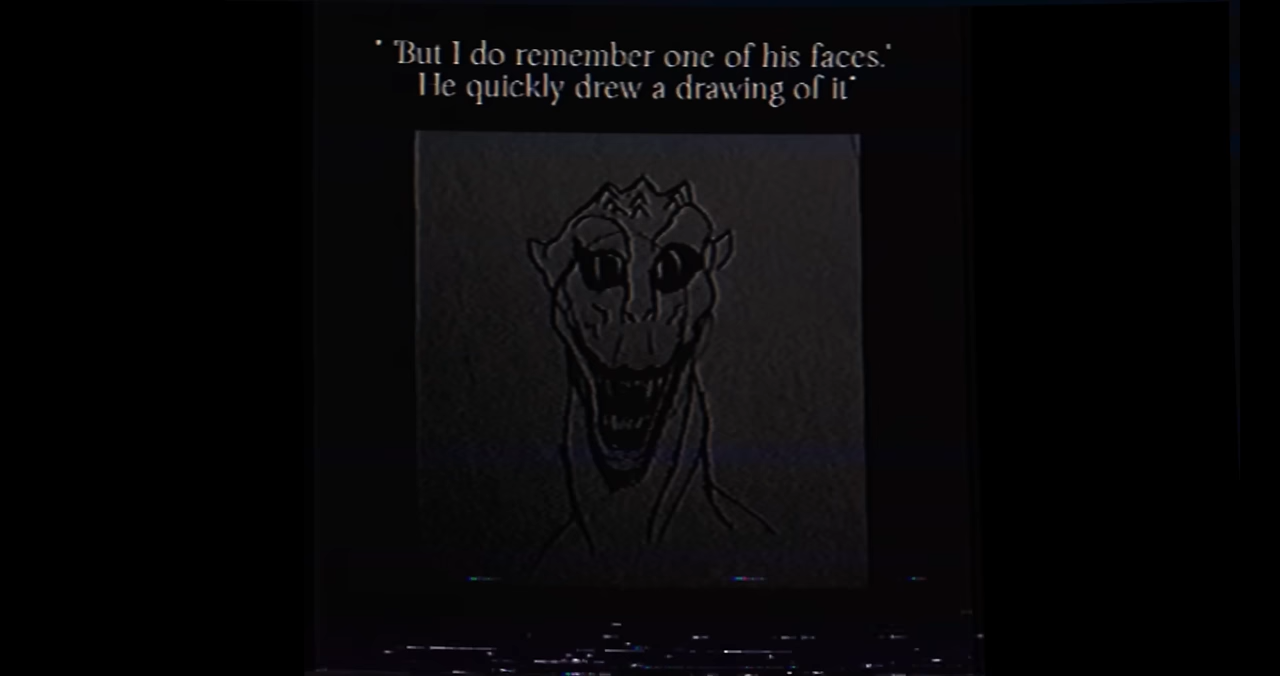 " 'But I do remember one of his faces.'
He quickly drew a drawing of it"